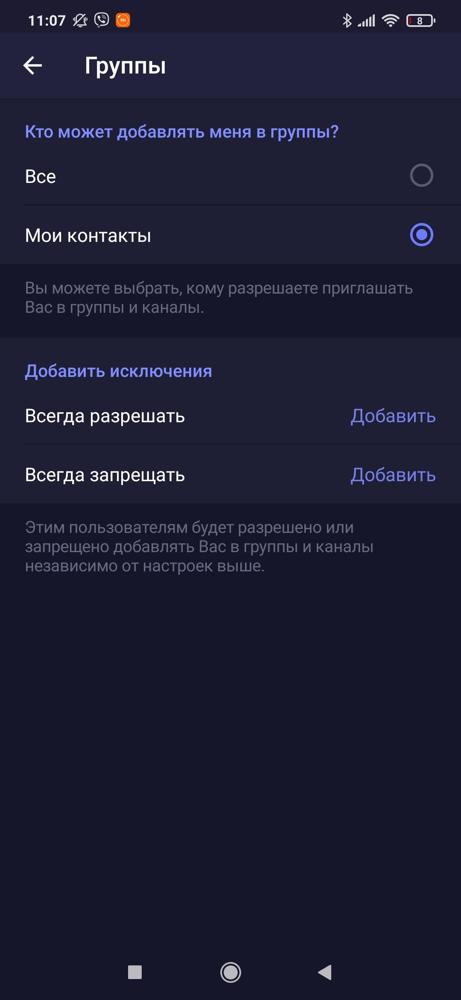 11:07
8
Группы
Кто может добавлять меня в группы?
Все
Мои контакты
Вы можете выбрать, кому разрешаете приглашать
Вас в группы и каналы.
Добавить исключения
Всегда разрешать Добавить
Всегда запрещать Добавить
Этим пользователям будет разрешено или
запрещено добавлять Вас в группы и каналы
независимо от настроек выше.